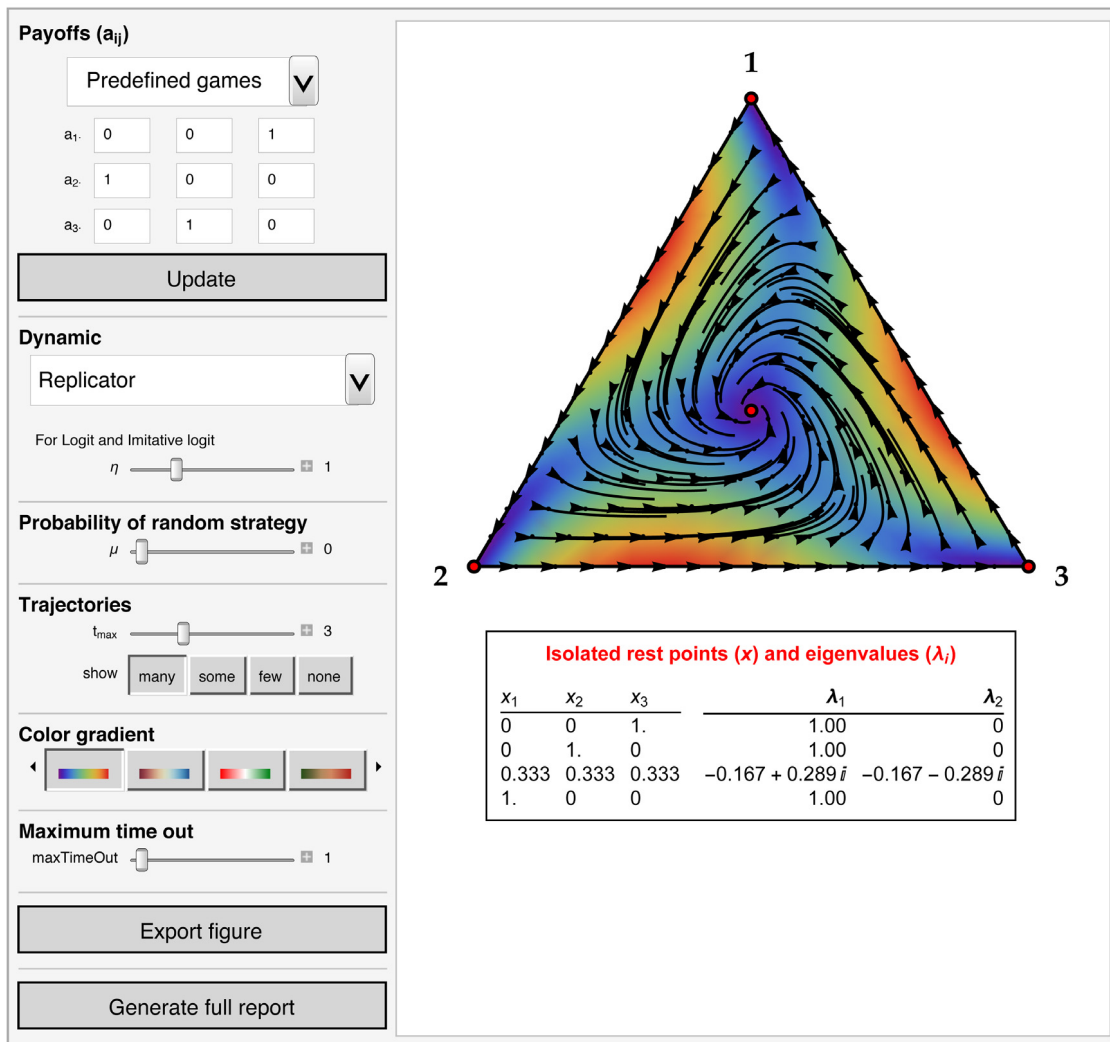 Payoffs (aij)
Predefined games
a1· 0 0 1
a2· 1 0 0
a3· 0 1 0
Update
Dynamic
Replicator
For Logit and Imitative logit
η 1
Probability of random strategy
μ 0
Trajectories
tmax 3
show many some few none
Color gradient
Maximum time out
maxTimeOut 1
Export figure
Generate full report
1
2 3
Isolated rest points (x) and eigenvalues (λi)
x1 x2 x3 λ1 λ2
0 0 1. 1.00 0
0 1. 0 1.00 0
0.333 0.333 0.333 −0.167 + 0.289 ⅈ −0.167 − 0.289 ⅈ
1. 0 0 1.00 0